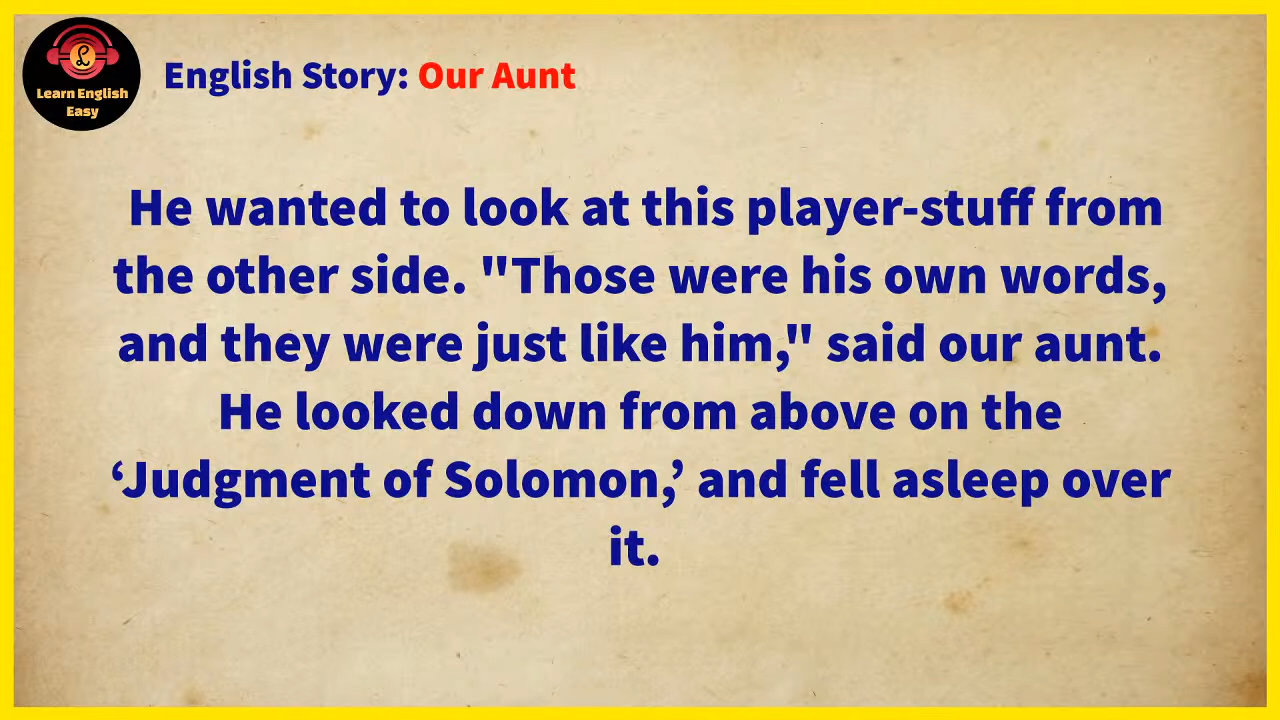 Learn English
Easy
English Story: Our Aunt
He wanted to look at this player-stuff from
the other side. "Those were his own words,
and they were just like him," said our aunt.
He looked down from above on the
‘Judgment of Solomon,’ and fell asleep over
it.